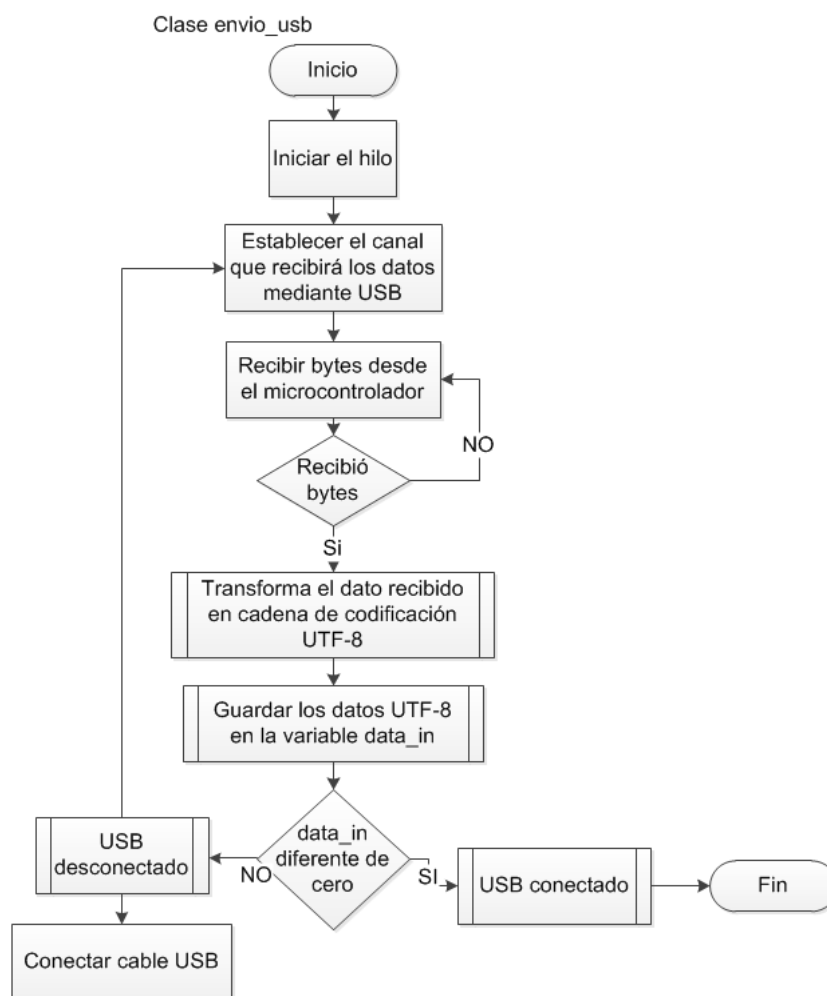 Clase envio_usb
Inicio
Iniciar el hilo
Establecer el canal
que recibirá los datos
mediante USB
Recibir bytes desde
el microcontrolador
NO
Recibió
bytes
Si
Transforma el dato recibido
en cadena de codificación
UTF-8
Guardar los datos UTF-8
en la variable data_in
USB
desconectado
NO
data_in
diferente de
cero
SI
USB conectado
Fin
Conectar cable USB